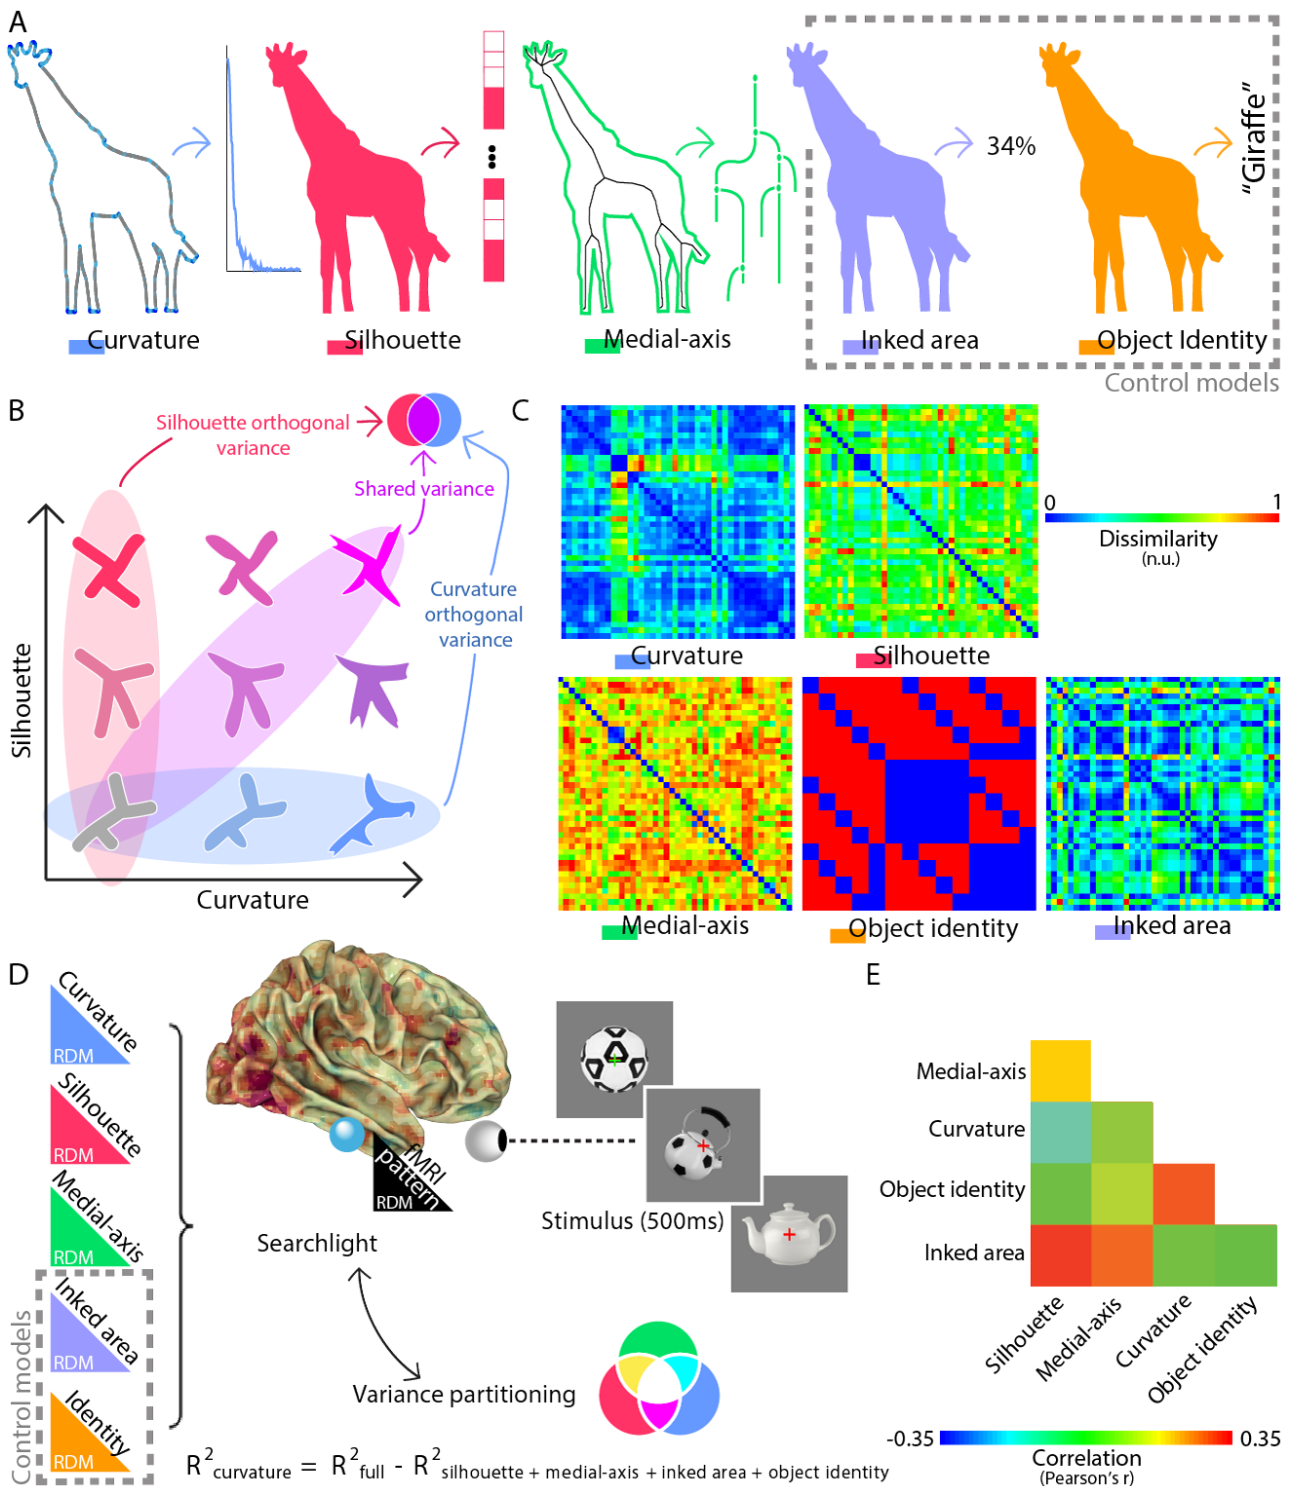 A
34%
“Giraffe”
Curvature
Silhouette
Medial-axis
Inked area
Object Identity
Control models
B
Silhouette orthogonal
variance
Shared variance
Curvature
orthogonal
variance
Silhouette
Curvature
C
0 1
Dissimilarity
(n.u.)
Curvature
Silhouette
Medial-axis
Object identity
Inked area
D
Curvature
RDM
Silhouette
RDM
Medial-axis
RDM
Inked area
RDM
Identity
RDM
Control models
fMRI
pattern
RDM
Searchlight
Stimulus (500ms)
Variance partitioning
R²curvature = R²full - R²silhouette + medial-axis + inked area + object identity
E
Medial-axis
Curvature
Object identity
Inked area
Silhouette
Medial-axis
Curvature
Object identity
-0.35 0.35
Correlation
(Pearson’s r)